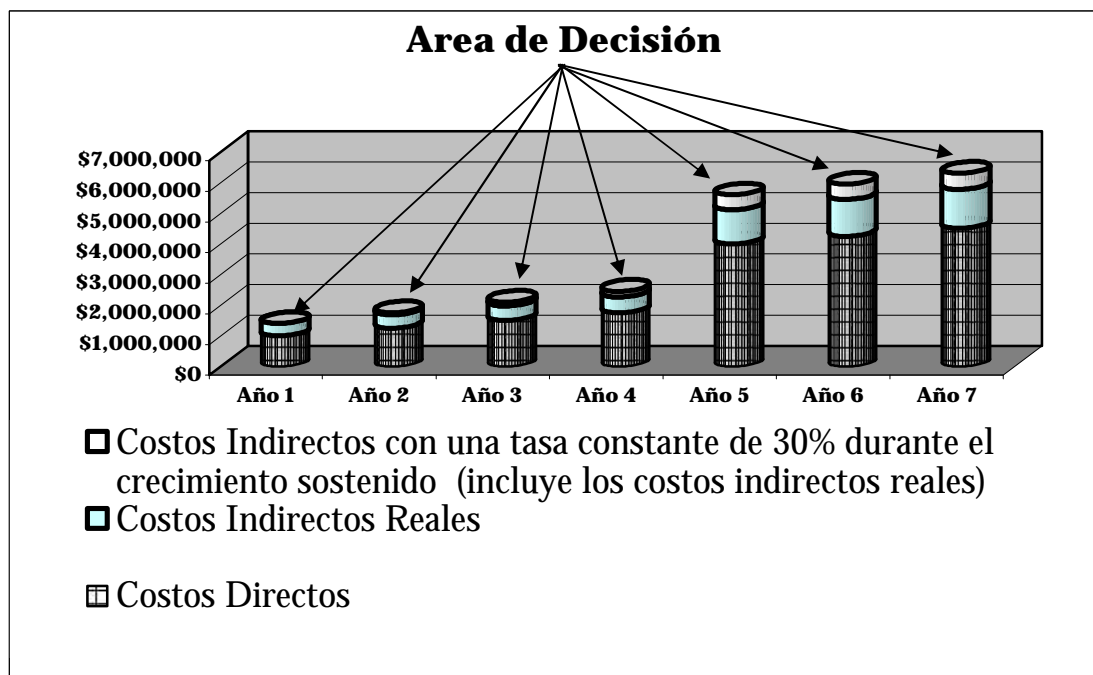 Area de Decisión
$7,000,000
$6,000,000
$5,000,000
$4,000,000
$3,000,000
$2,000,000
$1,000,000
$0
Año 1 Año 2 Año 3 Año 4 Año 5 Año 6 Año 7
Costos Indirectos con una tasa constante de 30% durante el
crecimiento sostenido (incluye los costos indirectos reales)
Costos Indirectos Reales
Costos Directos